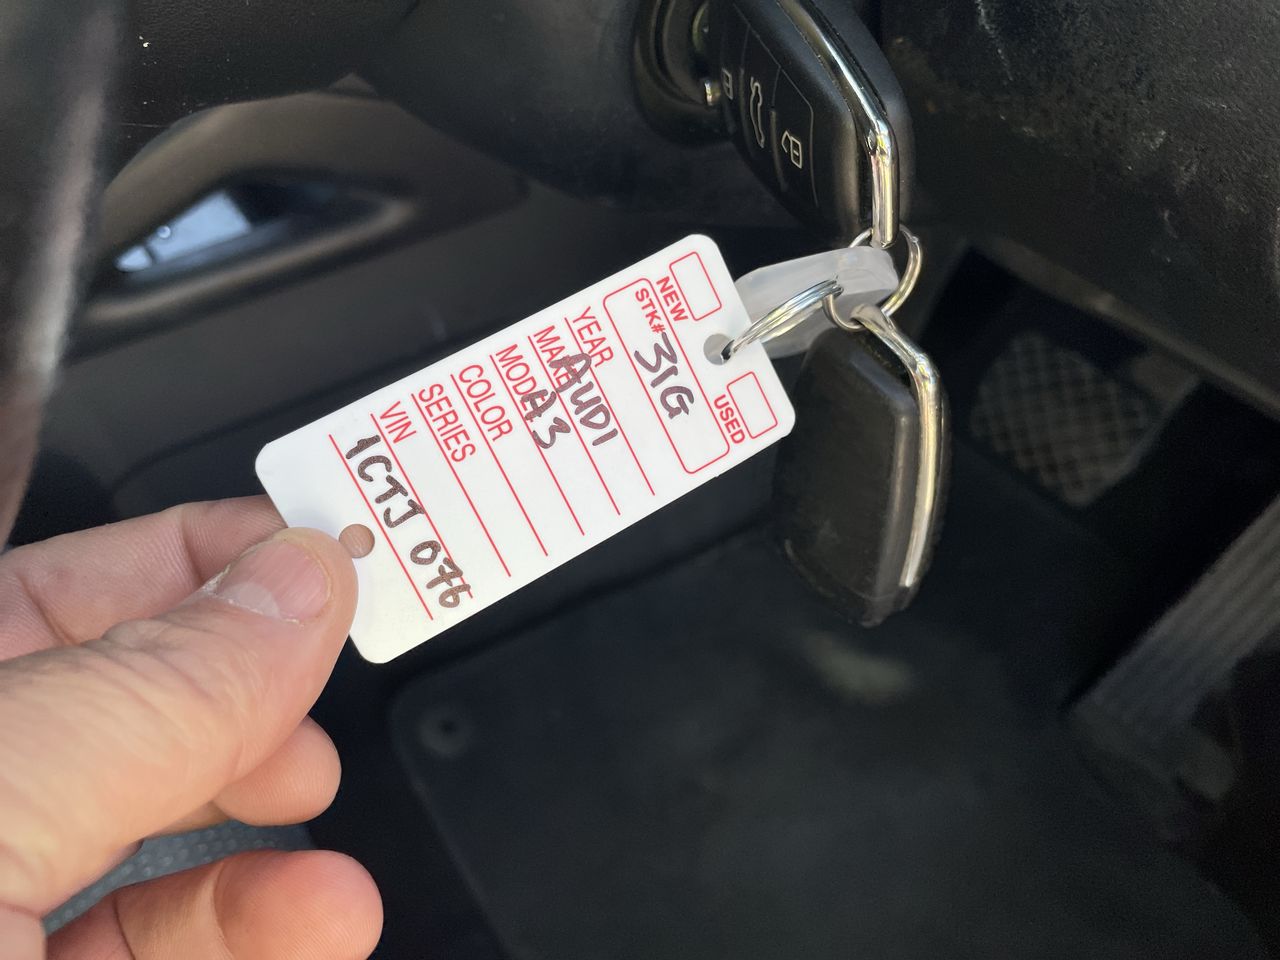 NEW
USED
STK# 31G
YEAR
MAKE AUDI
MODEL A3
COLOR
SERIES
VIN
1CTJ 076